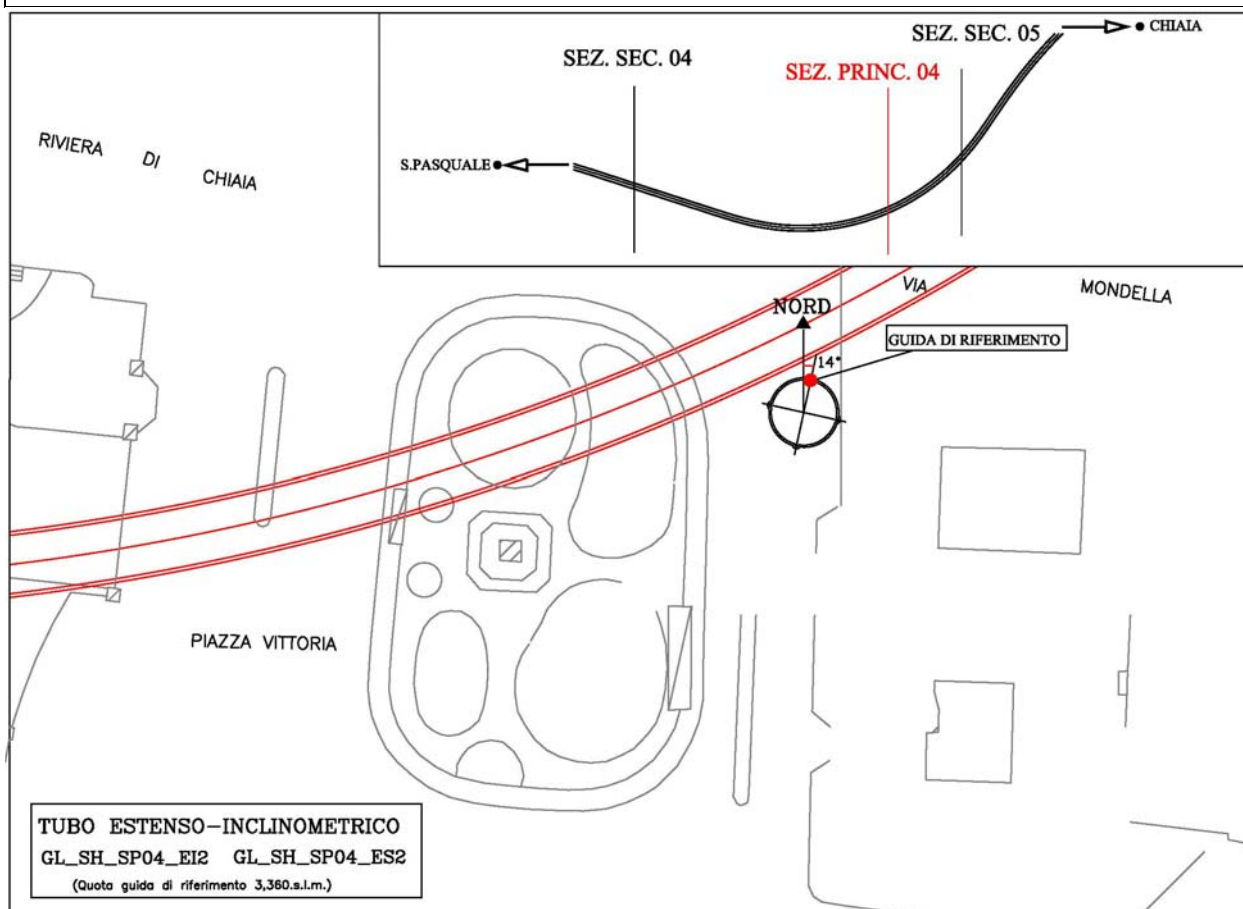 SEZ. SEC. 04
SEZ. PRINC. 04
SEZ. SEC. 05
CHIAIA
S.PASQUALE
RIVIERA DI CHIAIA
VIA MONDELLA
NORD
14°
GUIDA DI RIFERIMENTO
PIAZZA VITTORIA
TUBO ESTENSO-INCLINOMETRICO
GL_SH_SP04_EI2 GL_SH_SP04_ES2
(Quota guida di riferimento 3,360.s.l.m.)